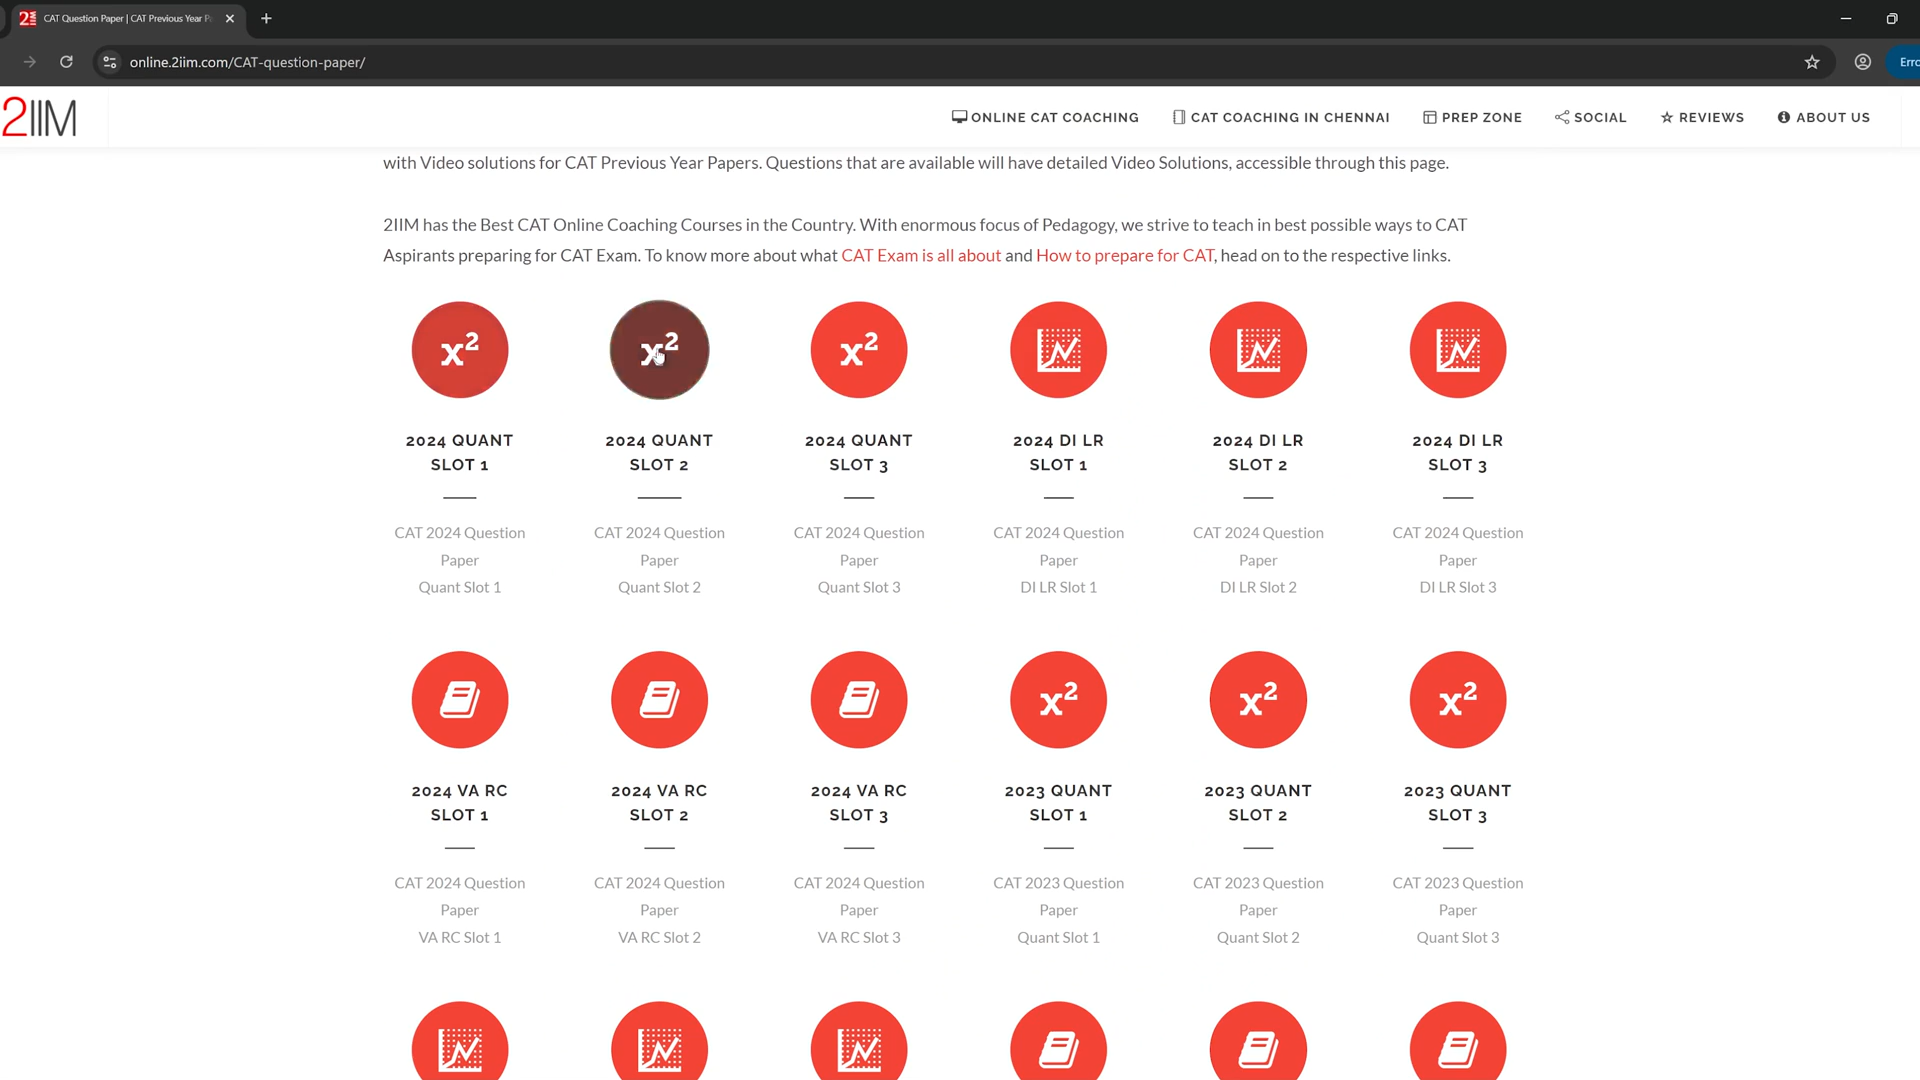 CAT Question Paper | CAT Previous Year P
online.2iim.com/CAT-question-paper/
Erro
2IIM
ONLINE CAT COACHING
CAT COACHING IN CHENNAI
PREP ZONE
SOCIAL
REVIEWS
ABOUT US
with Video solutions for CAT Previous Year Papers. Questions that are available will have detailed Video Solutions, accessible through this page.
2IIM has the Best CAT Online Coaching Courses in the Country. With enormous focus of Pedagogy, we strive to teach in best possible ways to CAT
Aspirants preparing for CAT Exam. To know more about what CAT Exam is all about and How to prepare for CAT, head on to the respective links.
x²
x²
x²
2024 QUANT
SLOT 1
CAT 2024 Question
Paper
Quant Slot 1
2024 QUANT
SLOT 2
CAT 2024 Question
Paper
Quant Slot 2
2024 QUANT
SLOT 3
CAT 2024 Question
Paper
Quant Slot 3
2024 DI LR
SLOT 1
CAT 2024 Question
Paper
DI LR Slot 1
2024 DI LR
SLOT 2
CAT 2024 Question
Paper
DI LR Slot 2
2024 DI LR
SLOT 3
CAT 2024 Question
Paper
DI LR Slot 3
x²
x²
x²
2024 VA RC
SLOT 1
CAT 2024 Question
Paper
VA RC Slot 1
2024 VA RC
SLOT 2
CAT 2024 Question
Paper
VA RC Slot 2
2024 VA RC
SLOT 3
CAT 2024 Question
Paper
VA RC Slot 3
2023 QUANT
SLOT 1
CAT 2023 Question
Paper
Quant Slot 1
2023 QUANT
SLOT 2
CAT 2023 Question
Paper
Quant Slot 2
2023 QUANT
SLOT 3
CAT 2023 Question
Paper
Quant Slot 3